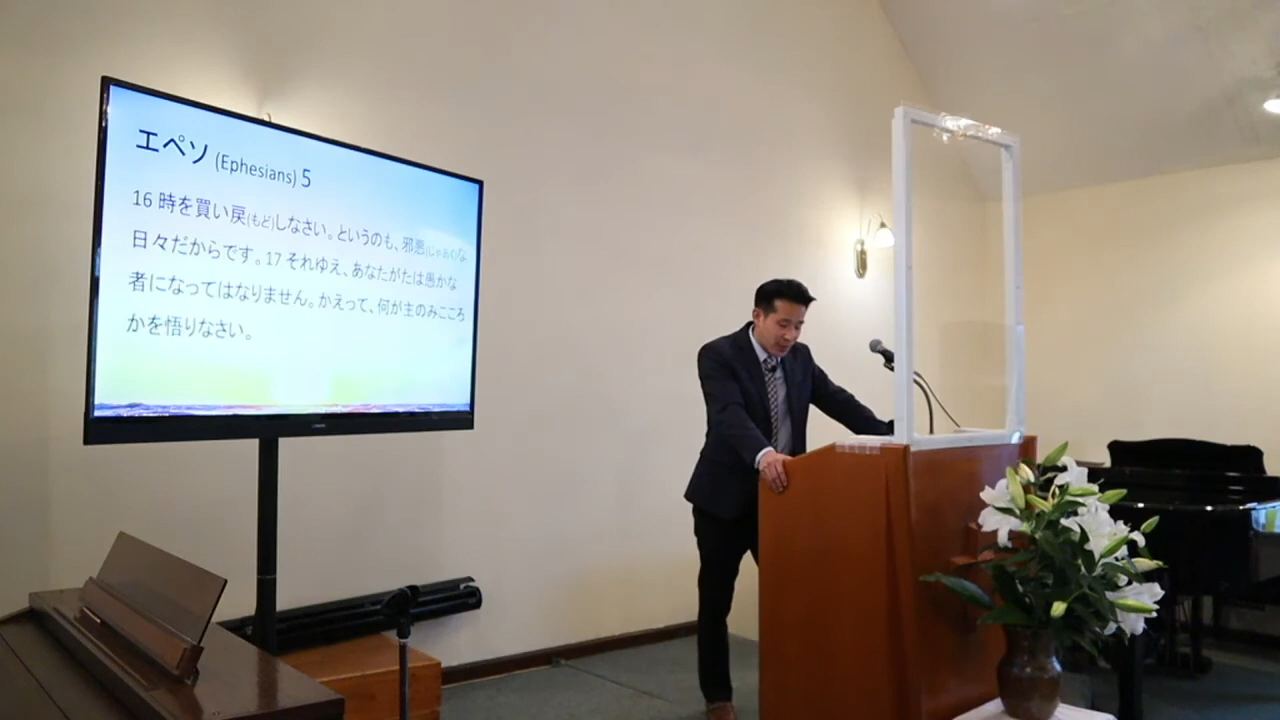 エペソ (Ephesians) 5
16 時を買い戻(もど)しなさい。というのも、邪悪(じゃあく)な
日々だからです。17 それゆえ、あなたがたは愚かな
者になってはなりません。かえって、何が主のみこころ
かを悟りなさい。